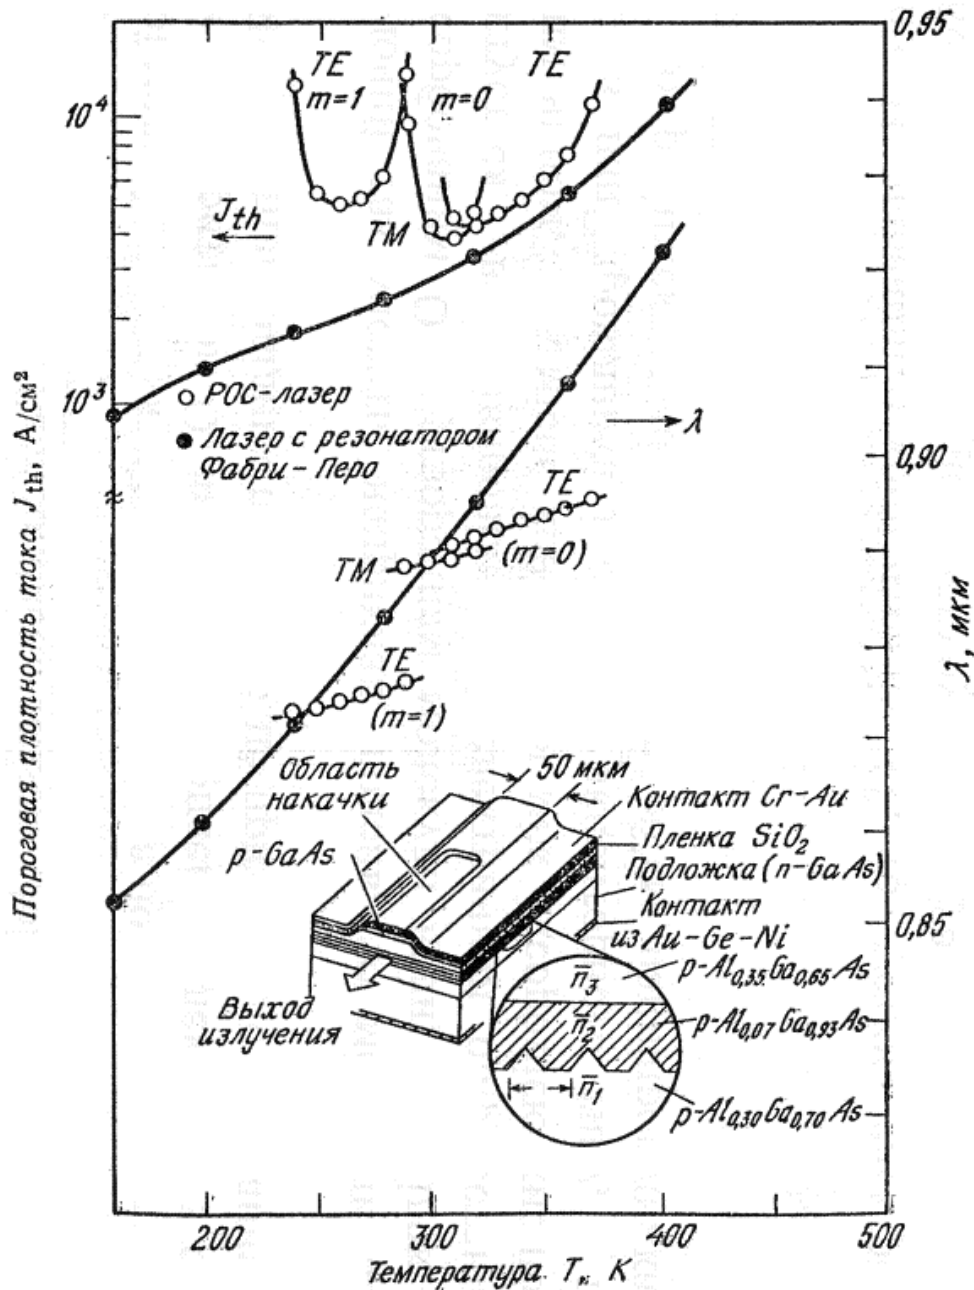 0,95
TE
m=1
m=0
TE
10⁴
J_th
TM
10³
РОС-лазер
Лазер с резонатором
Фабри-Перо
λ
0,90
TE
(m=0)
TM
TE
(m=1)
Пороговая плотность тока J_th, А/см²
λ, мкм
50 мкм
Область
накачки
p-GaAs
Контакт Cr-Au
Пленка SiO₂
Подложка (n-GaAs)
Контакт
из Au-Ge-Ni
0,85
n̄₃
p-Al₀,₃₅Ga₀,₆₅As
Выход
излучения
n̄₂
p-Al₀,₀₇Ga₀,₉₃As
n̄₁
p-Al₀,₃₀Ga₀,₇₀As
200
300
400
500
Температура T, К